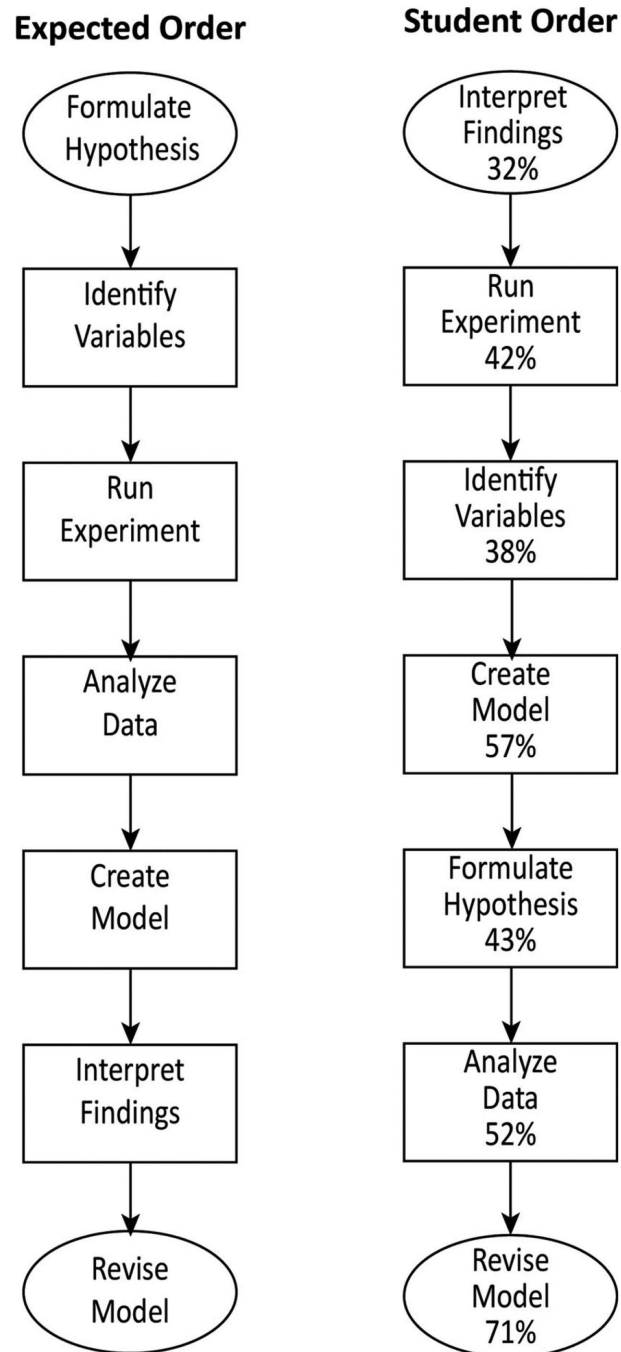 Expected Order
Formulate
Hypothesis
Identify
Variables
Run
Experiment
Analyze
Data
Create
Model
Interpret
Findings
Revise
Model
Student Order
Interpret
Findings
32%
Run
Experiment
42%
Identify
Variables
38%
Create
Model
57%
Formulate
Hypothesis
43%
Analyze
Data
52%
Revise
Model
71%